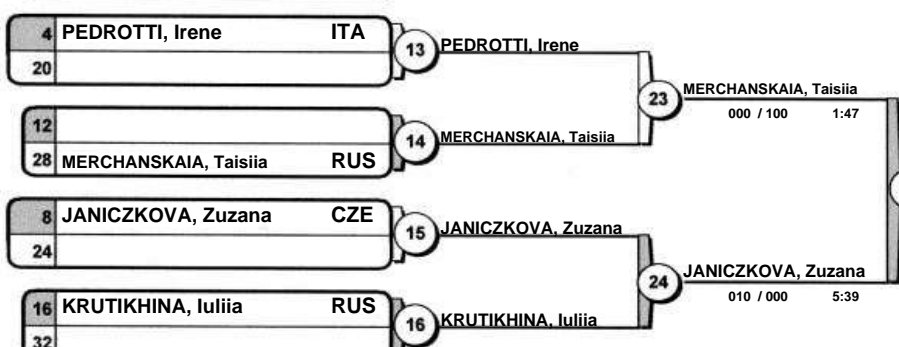 4 PEDROTTI, Irene ITA
20
13 PEDROTTI, Irene
12
28 MERCHANSKAIA, Taisiia RUS
14 MERCHANSKAIA, Taisiia
23 MERCHANSKAIA, Taisiia
000 / 100 1:47
8 JANICZKOVA, Zuzana CZE
24
15 JANICZKOVA, Zuzana
16 KRUTIKHINA, Iuliia RUS
32
16 KRUTIKHINA, Iuliia
24 JANICZKOVA, Zuzana
010 / 000 5:39